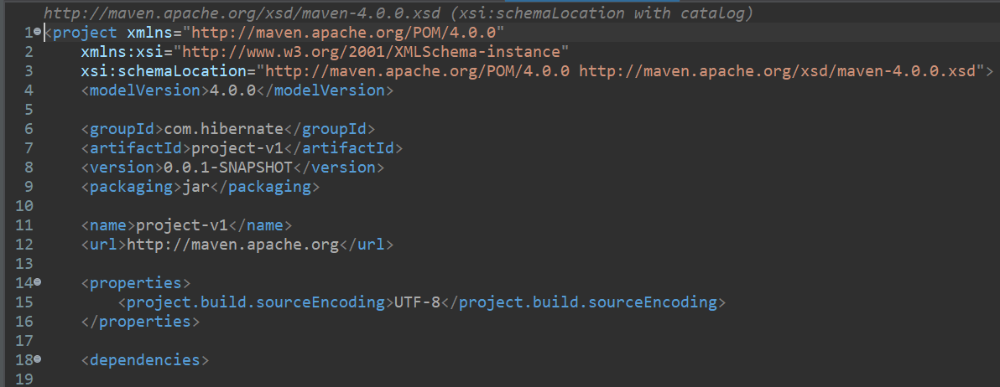 http://maven.apache.org/xsd/maven-4.0.0.xsd (xsi:schemaLocation with catalog)
1 <project xmlns="http://maven.apache.org/POM/4.0.0"
2     xmlns:xsi="http://www.w3.org/2001/XMLSchema-instance"
3     xsi:schemaLocation="http://maven.apache.org/POM/4.0.0 http://maven.apache.org/xsd/maven-4.0.0.xsd">
4     <modelVersion>4.0.0</modelVersion>
5
6     <groupId>com.hibernate</groupId>
7     <artifactId>project-v1</artifactId>
8     <version>0.0.1-SNAPSHOT</version>
9     <packaging>jar</packaging>
10
11     <name>project-v1</name>
12     <url>http://maven.apache.org</url>
13
14     <properties>
15         <project.build.sourceEncoding>UTF-8</project.build.sourceEncoding>
16     </properties>
17
18     <dependencies>
19